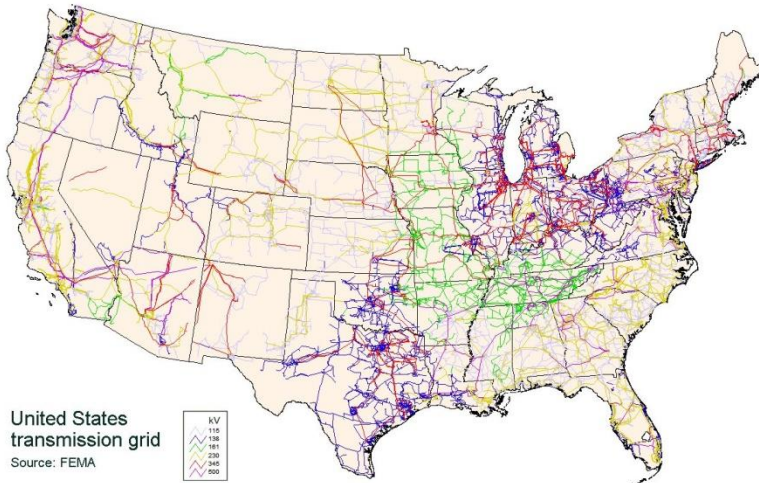 United States
transmission grid
Source: FEMA
kV
115
138
161
230
345
500